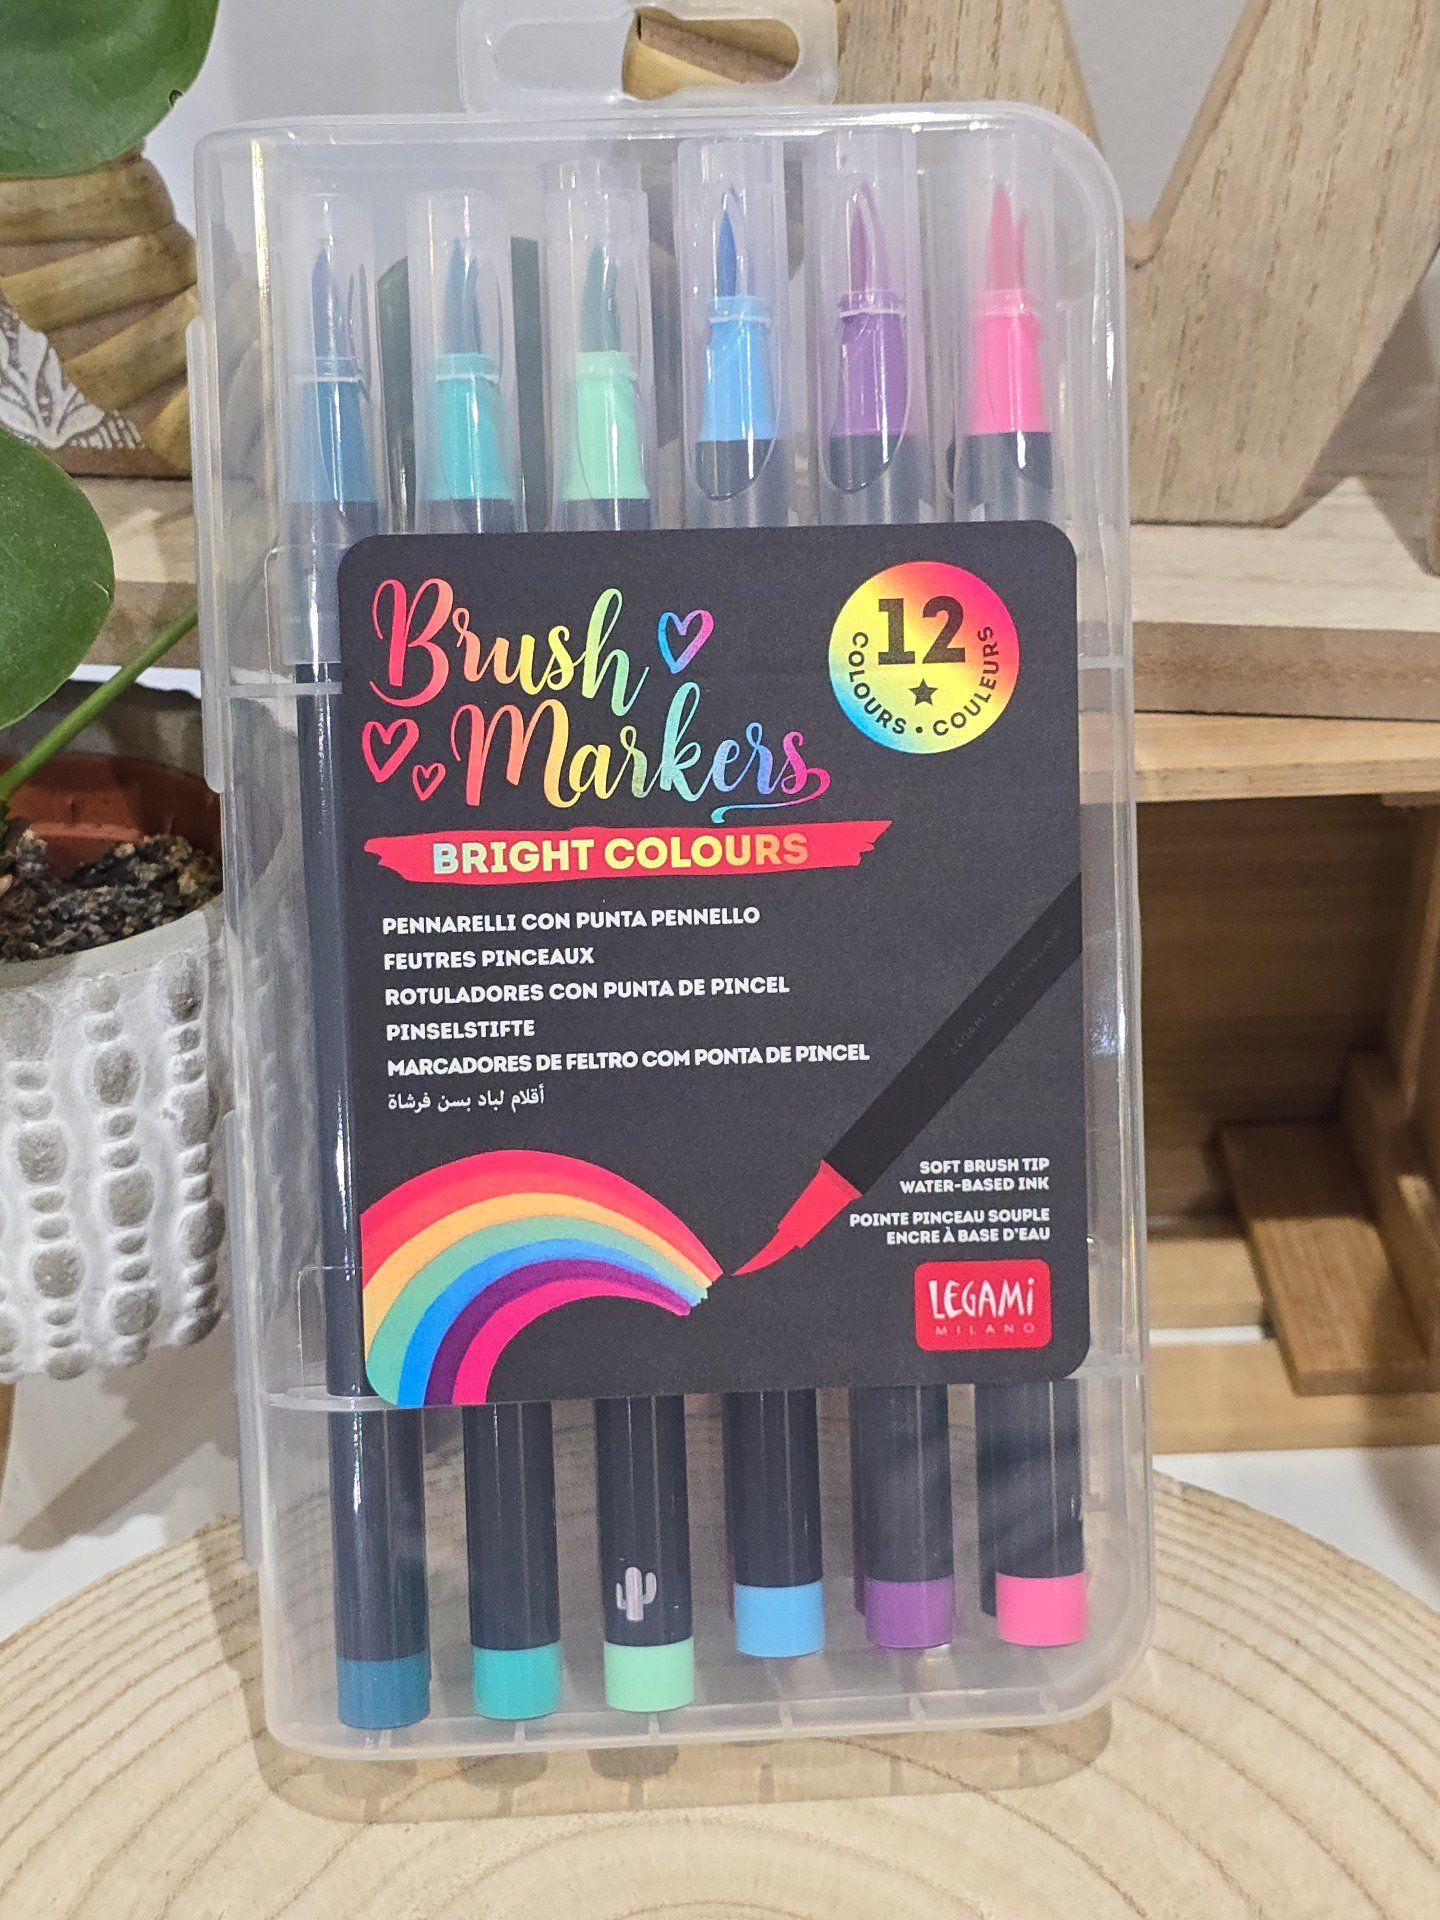 Brush
Markers
12
COLOURS • COULEURS
BRIGHT COLOURS
PENNARELLI CON PUNTA PENNELLO
FEUTRES PINCEAUX
ROTULADORES CON PUNTA DE PINCEL
PINSELSTIFTE
MARCADORES DE FELTRO COM PONTA DE PINCEL
أقلام لباد بسن فرشاة
SOFT BRUSH TIP
WATER-BASED INK
POINTE PINCEAU SOUPLE
ENCRE À BASE D'EAU
LEGAMI
MILANO